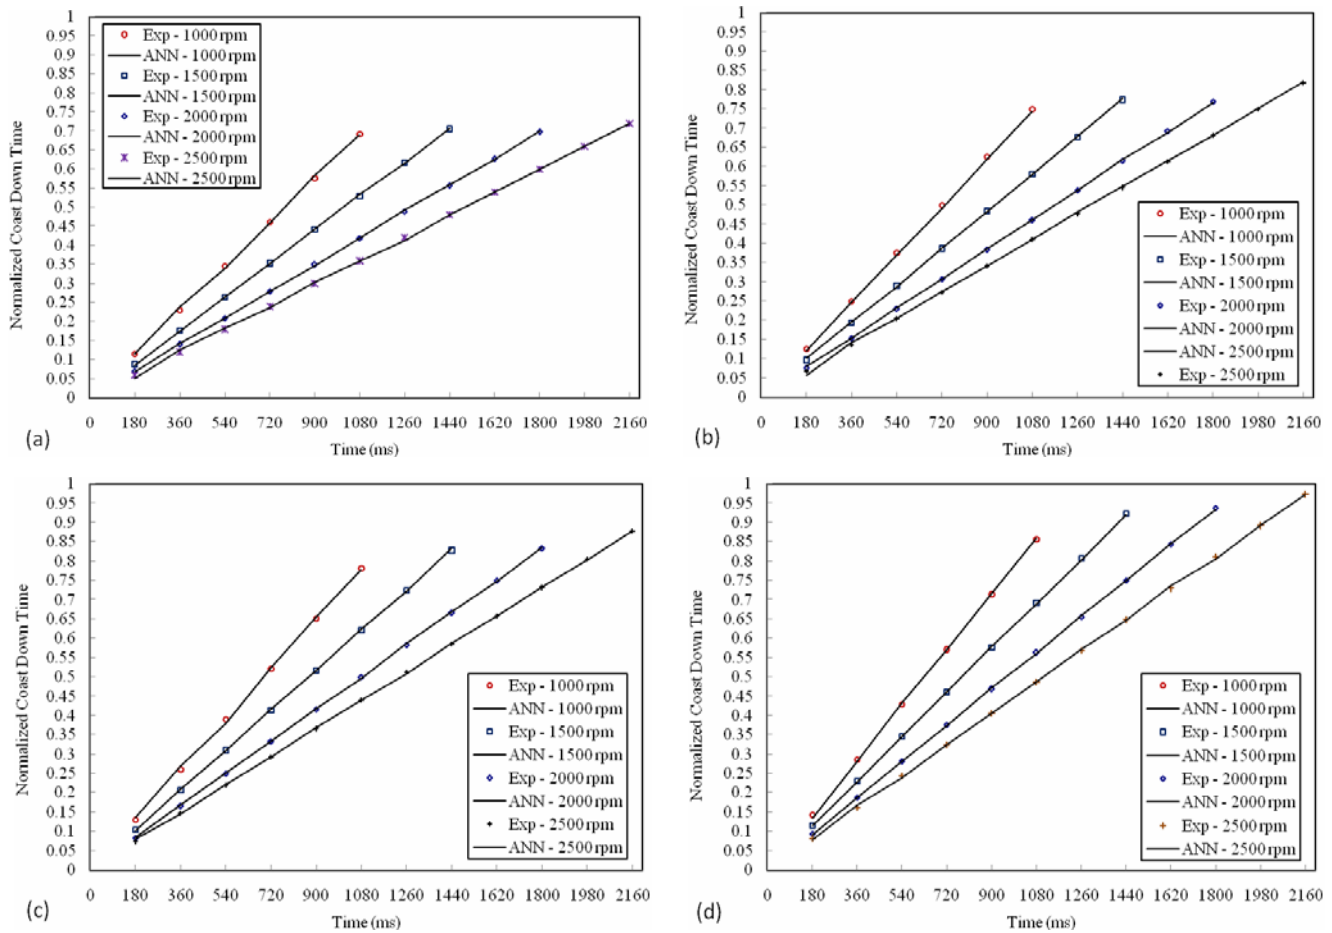 1
0.95
0.9
0.85
0.8
0.75
0.7
0.65
0.6
0.55
0.5
0.45
0.4
0.35
0.3
0.25
0.2
0.15
0.1
0.05
0
Normalized Coast Down Time
Exp - 1000 rpm
ANN - 1000 rpm
Exp - 1500 rpm
ANN - 1500 rpm
Exp - 2000 rpm
ANN - 2000 rpm
Exp - 2500 rpm
ANN - 2500 rpm
0 180 360 540 720 900 1080 1260 1440 1620 1800 1980 2160
Time (ms)
(a)
1
0.95
0.9
0.85
0.8
0.75
0.7
0.65
0.6
0.55
0.5
0.45
0.4
0.35
0.3
0.25
0.2
0.15
0.1
0.05
0
Normalized Coast Down Time
Exp - 1000 rpm
ANN - 1000 rpm
Exp - 1500 rpm
ANN - 1500 rpm
Exp - 2000 rpm
ANN - 2000 rpm
ANN - 2500 rpm
Exp - 2500 rpm
0 180 360 540 720 900 1080 1260 1440 1620 1800 1980 2160
Time (ms)
(b)
1
0.95
0.9
0.85
0.8
0.75
0.7
0.65
0.6
0.55
0.5
0.45
0.4
0.35
0.3
0.25
0.2
0.15
0.1
0.05
0
Normalized Coast Down Time
Exp - 1000 rpm
ANN - 1000 rpm
Exp - 1500 rpm
ANN - 1500 rpm
Exp - 2000 rpm
ANN - 2000 rpm
Exp - 2500 rpm
ANN - 2500 rpm
0 180 360 540 720 900 1080 1260 1440 1620 1800 1980 2160
Time (ms)
(c)
1
0.95
0.9
0.85
0.8
0.75
0.7
0.65
0.6
0.55
0.5
0.45
0.4
0.35
0.3
0.25
0.2
0.15
0.1
0.05
0
Normalized Coast Down Time
Exp - 1000 rpm
ANN - 1000 rpm
Exp - 1500 rpm
ANN - 1500 rpm
Exp - 2000 rpm
ANN - 2000 rpm
Exp - 2500 rpm
ANN - 2500 rpm
0 180 360 540 720 900 1080 1260 1440 1620 1800 1980 2160
Time (ms)
(d)